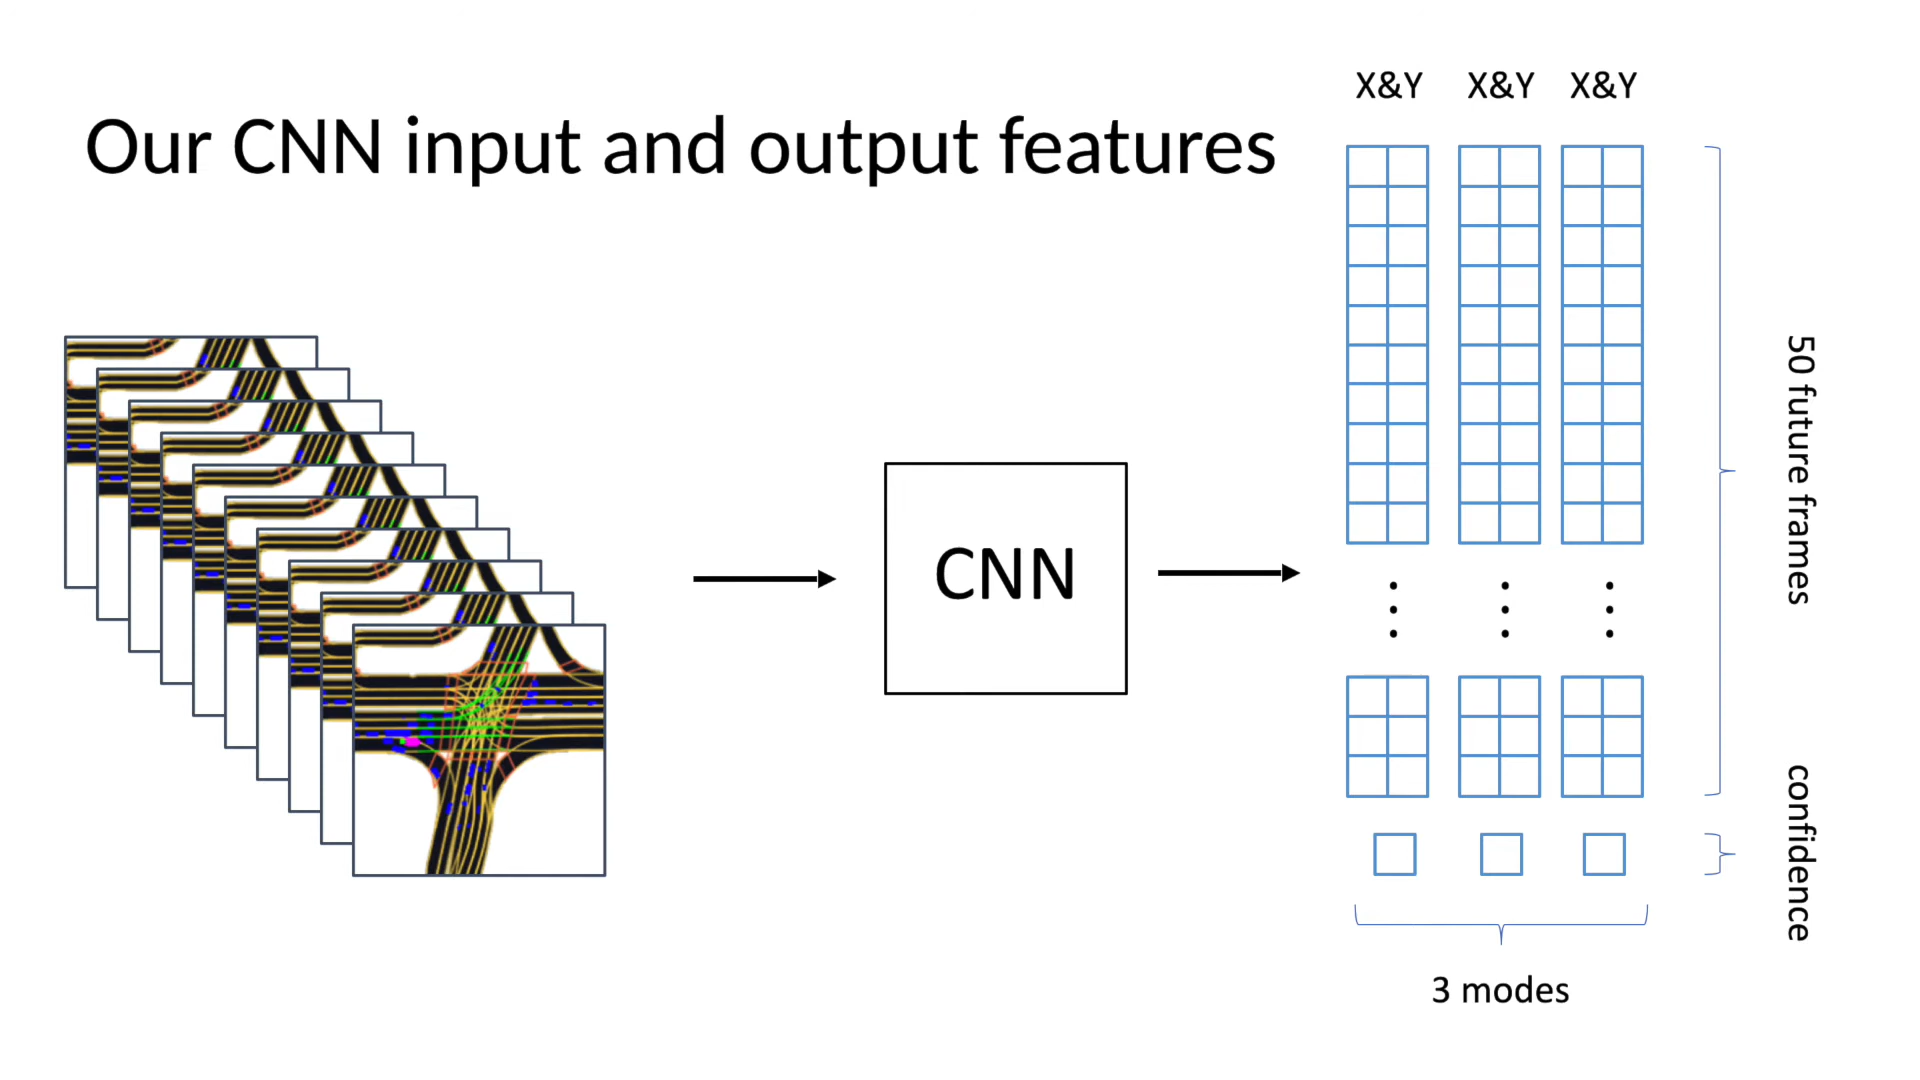 Our CNN input and output features
X&Y X&Y X&Y
CNN
50 future frames
confidence
3 modes